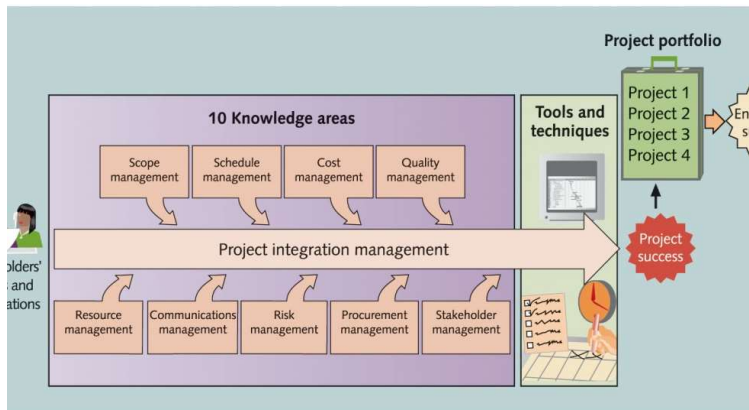 Project portfolio
Project 1
Project 2
Project 3
Project 4
10 Knowledge areas
Tools and
techniques
Scope
management
Schedule
management
Cost
management
Quality
management
Project integration management
Project
success
Resource
management
Communications
management
Risk
management
Procurement
management
Stakeholder
management
olders'
s and
ations
En
s